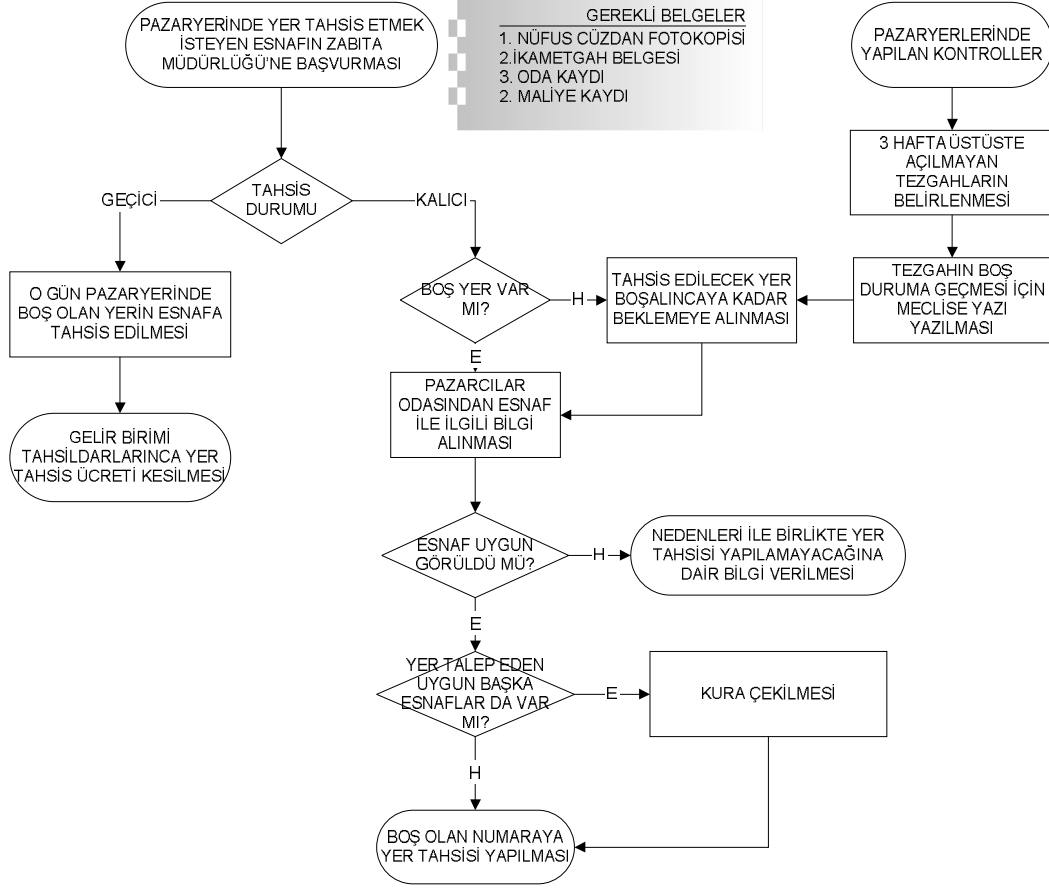 PAZARYERİNDE YER TAHSİS ETMEK
İSTEYEN ESNAFIN ZABITA
MÜDÜRLÜĞÜ'NE BAŞVURMASI
GEREKLİ BELGELER
1. NÜFUS CÜZDAN FOTOKOPİSİ
2.İKAMETGAH BELGESİ
3. ODA KAYDI
2. MALİYE KAYDI
PAZARYERLERİNDE
YAPILAN KONTROLLER
3 HAFTA ÜSTÜSTE
AÇILMAYAN
TEZGAHLARIN
BELİRLENMESİ
TAHSİS
DURUMU
GEÇİCİ
KALICI
O GÜN PAZARYERİNDE
BOŞ OLAN YERİN ESNAFA
TAHSİS EDİLMESİ
BOŞ YER VAR
MI?
H
TAHSİS EDİLECEK YER
BOŞALINCAYA KADAR
BEKLEMEYE ALINMASI
TEZGAHIN BOŞ
DURUMA GEÇMESİ İÇİN
MECLİSE YAZI
YAZILMASI
E
PAZARCILAR
ODASINDAN ESNAF
İLE İLGİLİ BİLGİ
ALINMASI
GELİR BİRİMİ
TAHSİLDARLARINCA YER
TAHSİS ÜCRETİ KESİLMESİ
ESNAF UYGUN
GÖRÜLDÜ MÜ?
H
NEDENLERİ İLE BİRLİKTE YER
TAHSİSİ YAPILAMAYACAĞINA
DAİR BİLGİ VERİLMESİ
E
YER TALEP EDEN
UYGUN BAŞKA
ESNAFLAR DA VAR
MI?
E
KURA ÇEKİLMESİ
H
BOŞ OLAN NUMARAYA
YER TAHSİSİ YAPILMASI